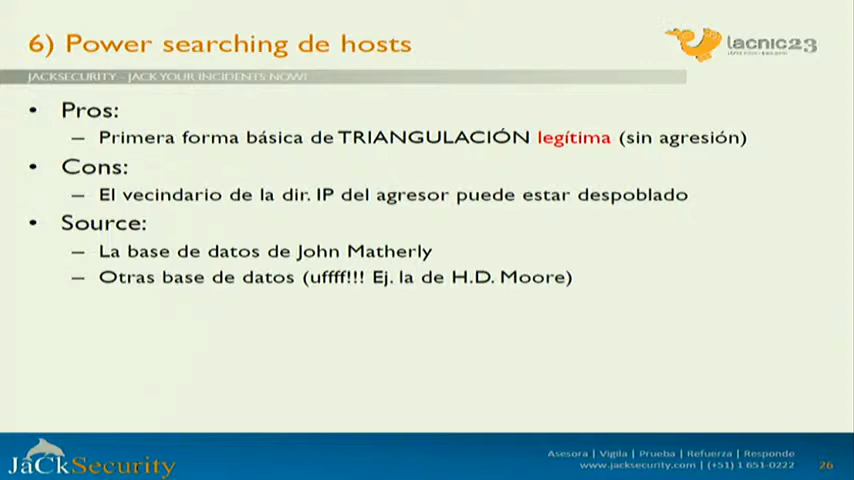 6) Power searching de hosts
lacnic23
JACKSECURITY - JACK YOUR INCIDENTS NOW!
• Pros:
– Primera forma básica de TRIANGULACIÓN legítima (sin agresión)
• Cons:
– El vecindario de la dir. IP del agresor puede estar despoblado
• Source:
– La base de datos de John Matherly
– Otras base de datos (uffff!!! Ej. la de H.D. Moore)
Asesora | Vigila | Prueba | Refuerza | Responde
JaCkSecurity
www.jacksecurity.com | (+51) 1 651-0222
26